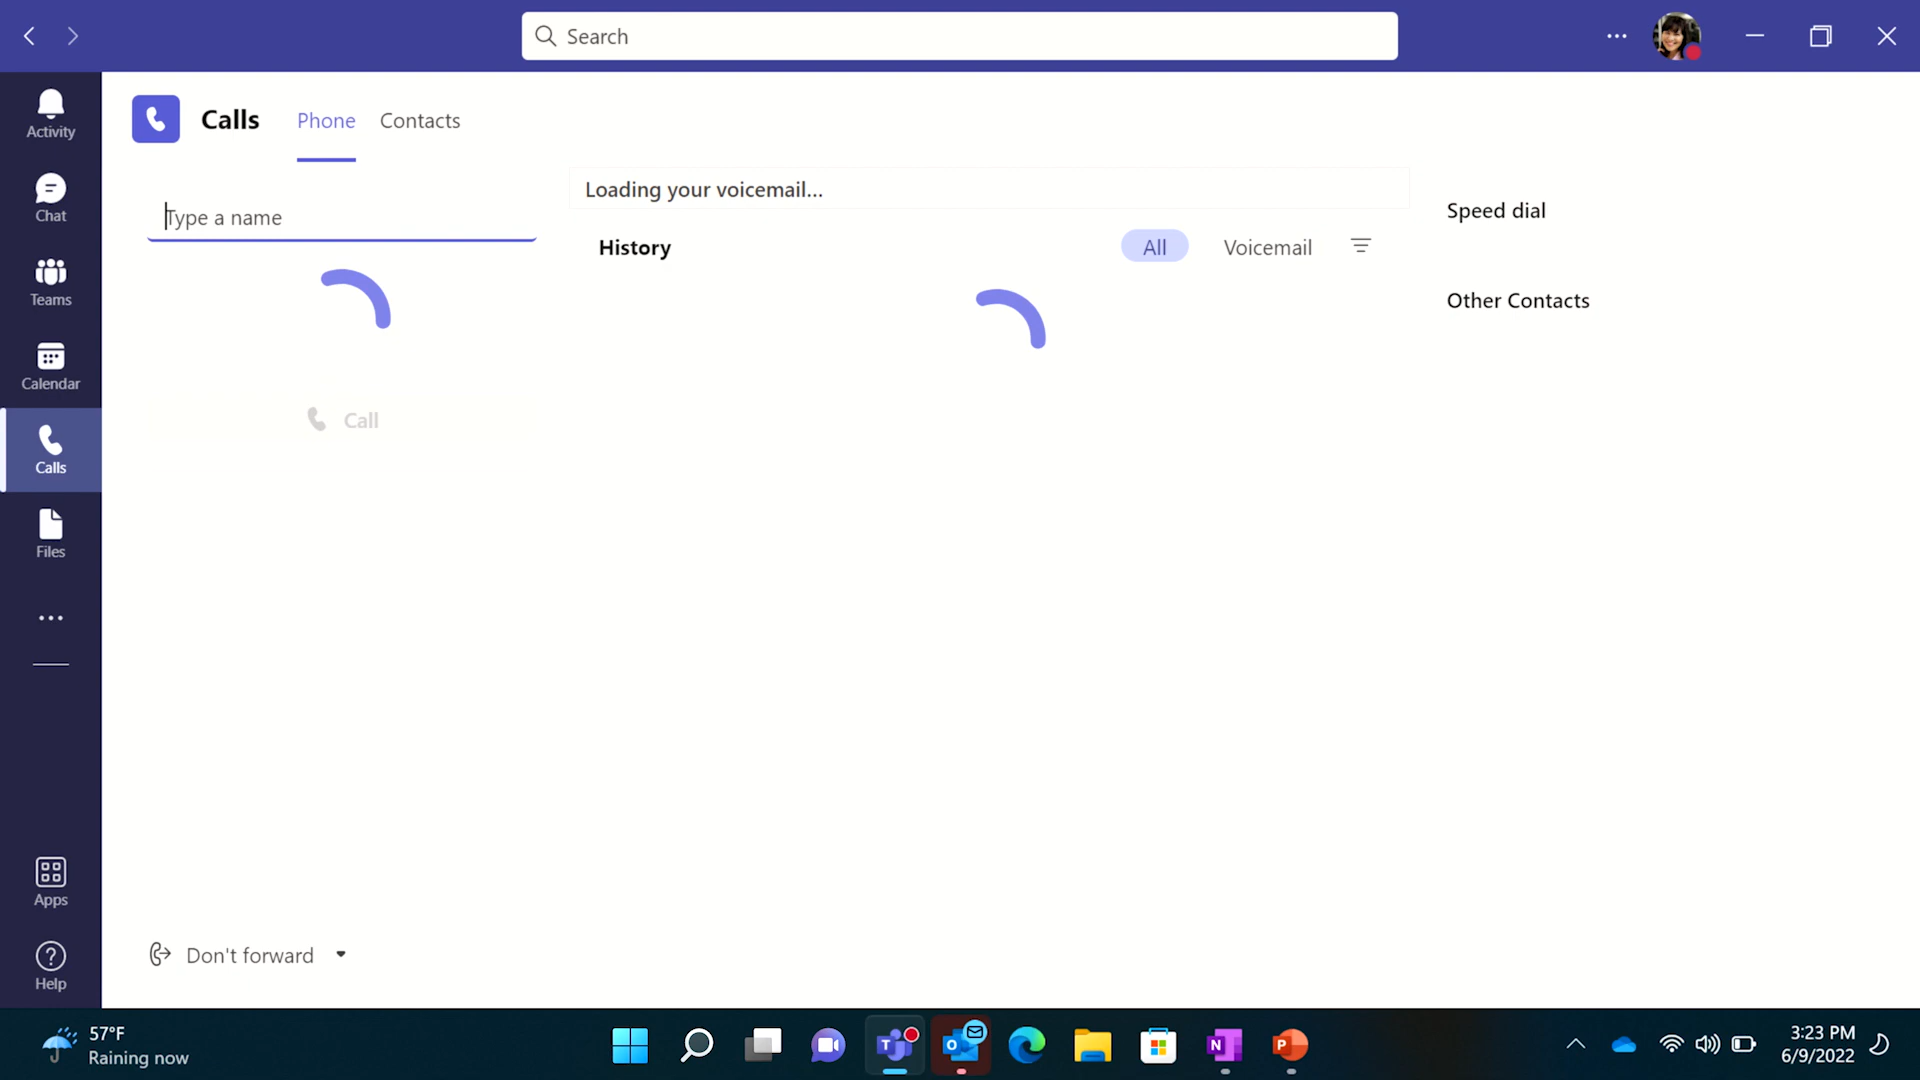 Search
Activity
Chat
Teams
Calendar
Calls
Files
Apps
Help
Calls
Phone
Contacts
Type a name
Call
Don't forward
Loading your voicemail...
History
All
Voicemail
Speed dial
Other Contacts
57°F
Raining now
3:23 PM
6/9/2022